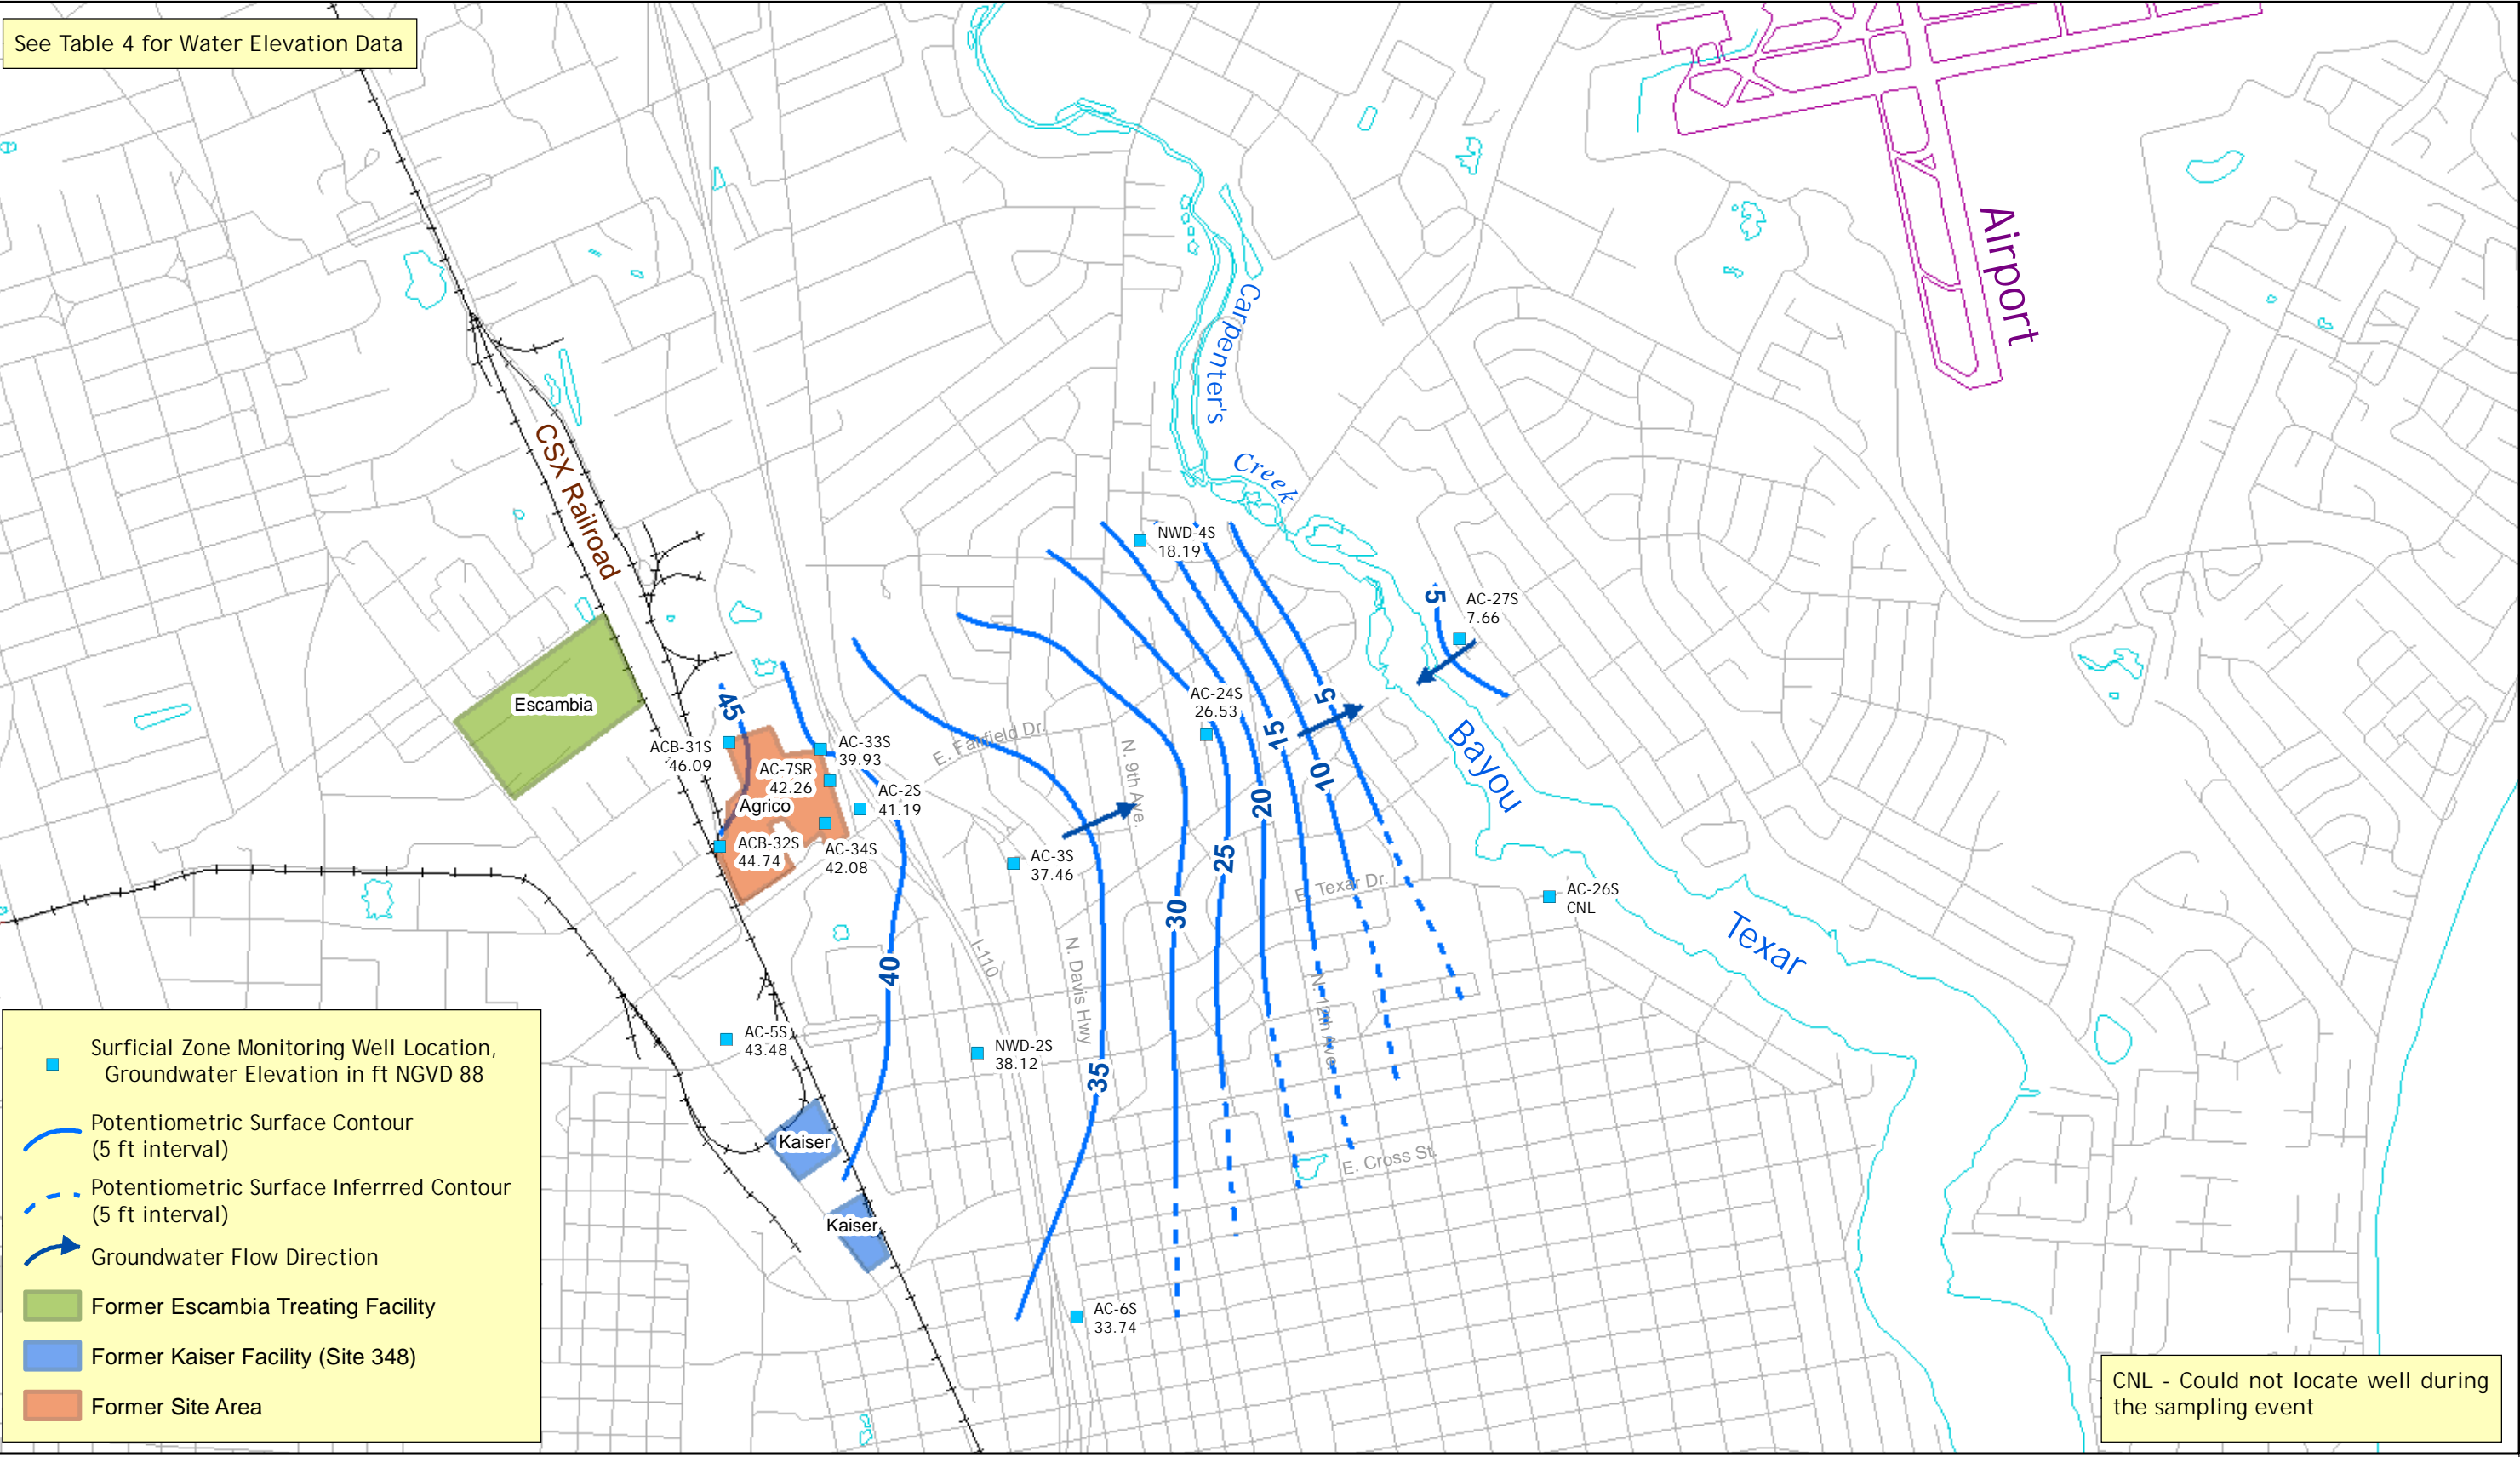 See Table 4 for Water Elevation Data
Airport
Carpenter's
Creek
CSX Railroad
NWD-4S
18.19
5
AC-27S
7.66
Escambia
45
AC-24S
26.53
5
ACB-31S
46.09
AC-33S
39.93
E. Fairfield Dr.
N. 9th Ave.
15
Bayou
AC-7SR
42.26
10
Agrico
AC-2S
41.19
20
ACB-32S
44.74
AC-34S
42.08
AC-3S
37.46
25
E. Texar Dr.
AC-26S
CNL
30
Texar
I-110
N. Davis Hwy
40
N. 12th Ave.
AC-5S
43.48
NWD-2S
38.12
35
Kaiser
E. Cross St.
Kaiser
AC-6S
33.74
Surficial Zone Monitoring Well Location,
Groundwater Elevation in ft NGVD 88
Potentiometric Surface Contour
(5 ft interval)
Potentiometric Surface Inferrred Contour
(5 ft interval)
Groundwater Flow Direction
Former Escambia Treating Facility
Former Kaiser Facility (Site 348)
Former Site Area
CNL - Could not locate well during
the sampling event